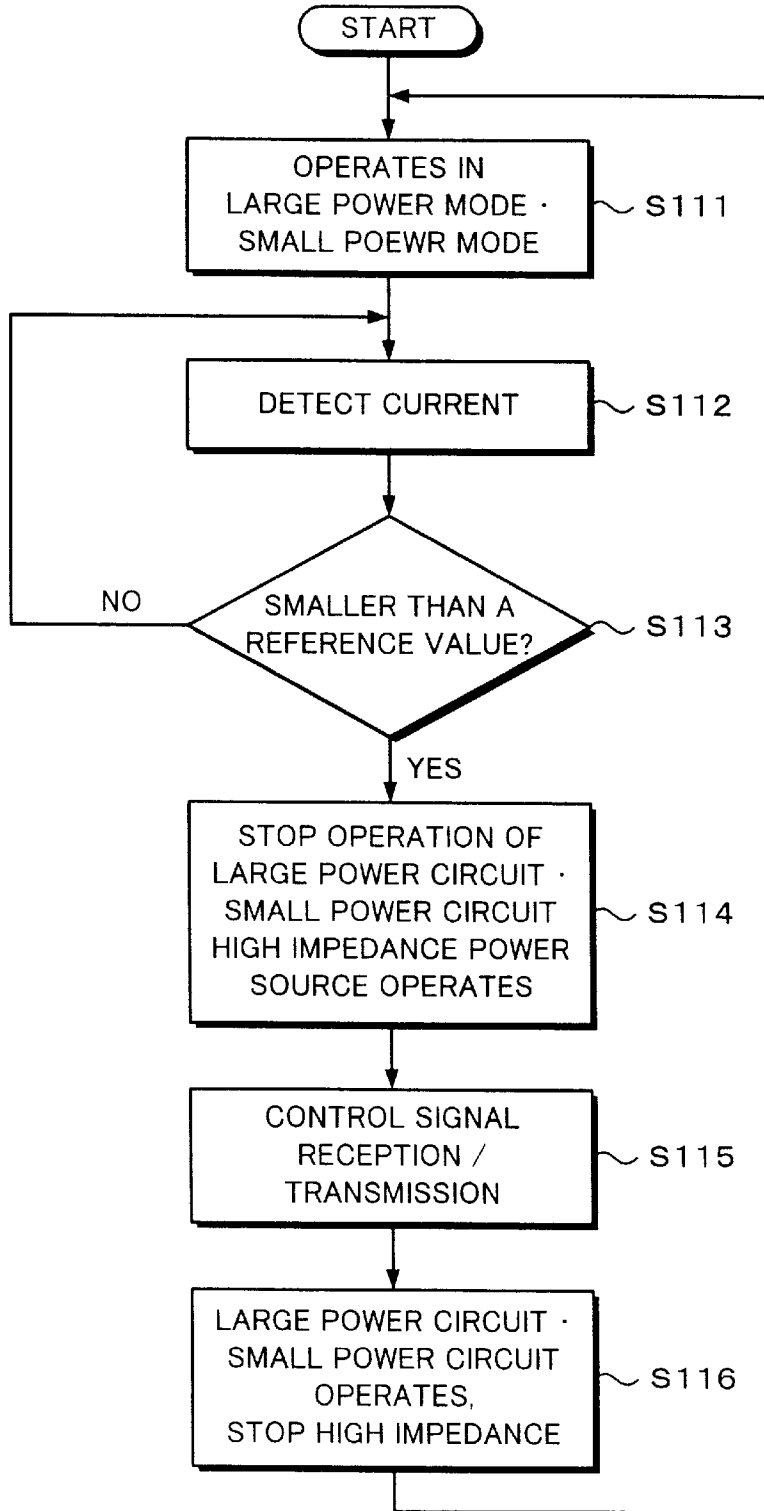 START
OPERATES IN
LARGE POWER MODE ·
SMALL POEWR MODE
S111
DETECT CURRENT
S112
NO
SMALLER THAN A
REFERENCE VALUE?
S113
YES
STOP OPERATION OF
LARGE POWER CIRCUIT ·
SMALL POWER CIRCUIT
HIGH IMPEDANCE POWER
SOURCE OPERATES
S114
CONTROL SIGNAL
RECEPTION /
TRANSMISSION
S115
LARGE POWER CIRCUIT ·
SMALL POWER CIRCUIT
OPERATES,
STOP HIGH IMPEDANCE
S116